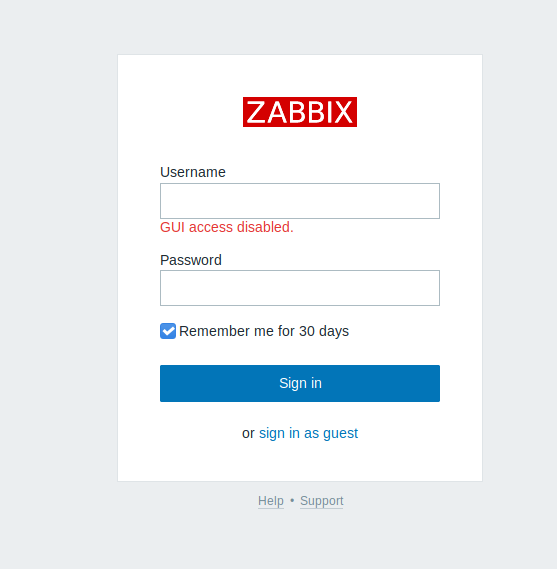 ZABBIX
Username
GUI access disabled.
Password
Remember me for 30 days
Sign in
or sign in as guest
Help • Support